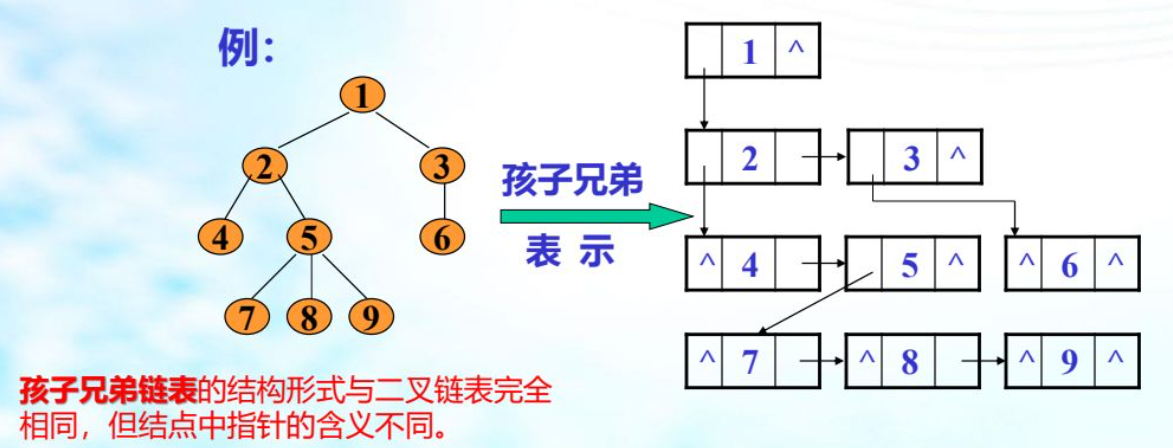 例：
1
2 3
4 5 6
7 8 9
孩子兄弟
表 示
1 ^
2 3 ^
^ 4 5 ^ ^ 6 ^
^ 7 ^ 8 ^ 9 ^
孩子兄弟链表的结构形式与二叉链表完全
相同，但结点中指针的含义不同。